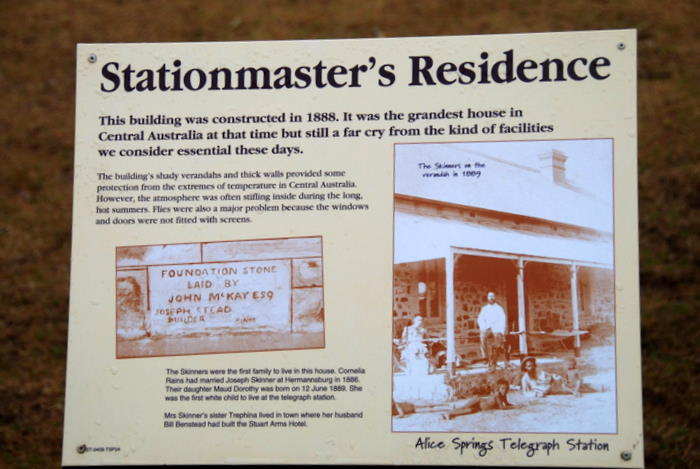 Stationmaster's Residence
This building was constructed in 1888. It was the grandest house in
Central Australia at that time but still a far cry from the kind of facilities
we consider essential these days.
The building's shady verandahs and thick walls provided some
protection from the extremes of temperature in Central Australia.
However, the atmosphere was often stifling inside during the long,
hot summers. Flies were also a major problem because the windows
and doors were not fitted with screens.
The Skinners on the
verandah in 1889
FOUNDATION STONE
LAID BY
JOHN McKAY ESQ
JOSEPH STEAD
BUILDER
The Skinners were the first family to live in this house. Cornelia
Rains had married Joseph Skinner at Hermannsburg in 1886.
Their daughter Maud Dorothy was born on 12 June 1889. She
was the first white child to live at the telegraph station.
Mrs Skinner's sister Trephina lived in town where her husband
Bill Benstead had built the Stuart Arms Hotel.
Alice Springs Telegraph Station